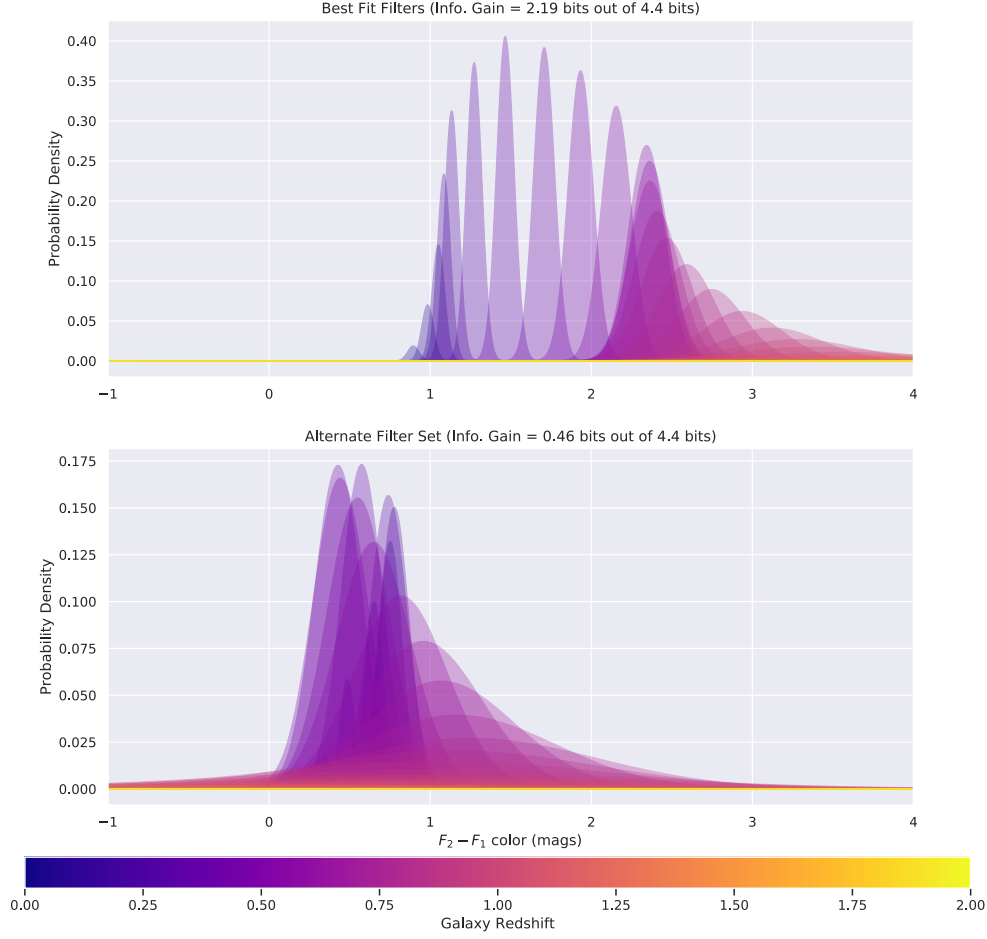 Best Fit Filters (Info. Gain = 2.19 bits out of 4.4 bits)
0.40
0.35
0.30
0.25
0.20
0.15
0.10
0.05
0.00
Probability Density
−1 0 1 2 3 4
Alternate Filter Set (Info. Gain = 0.46 bits out of 4.4 bits)
0.175
0.150
0.125
0.100
0.075
0.050
0.025
0.000
Probability Density
−1 0 1 2 3 4
F₂ − F₁ color (mags)
0.00 0.25 0.50 0.75 1.00 1.25 1.50 1.75 2.00
Galaxy Redshift